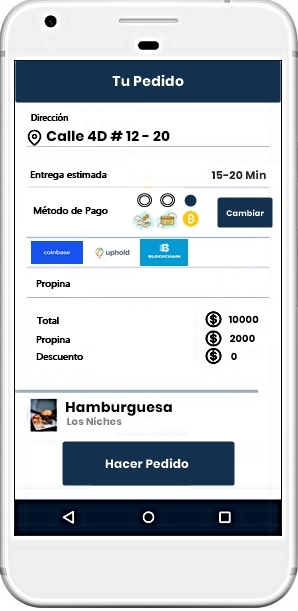 Tu Pedido
Dirección
Calle 4D # 12 - 20
Entrega estimada 15-20 Min
Método de Pago Cambiar
coinbase uphold BLOCKCHAIN
Propina
Total $ 10000
Propina $ 2000
Descuento $ 0
Hamburguesa
Los Niches
Hacer Pedido